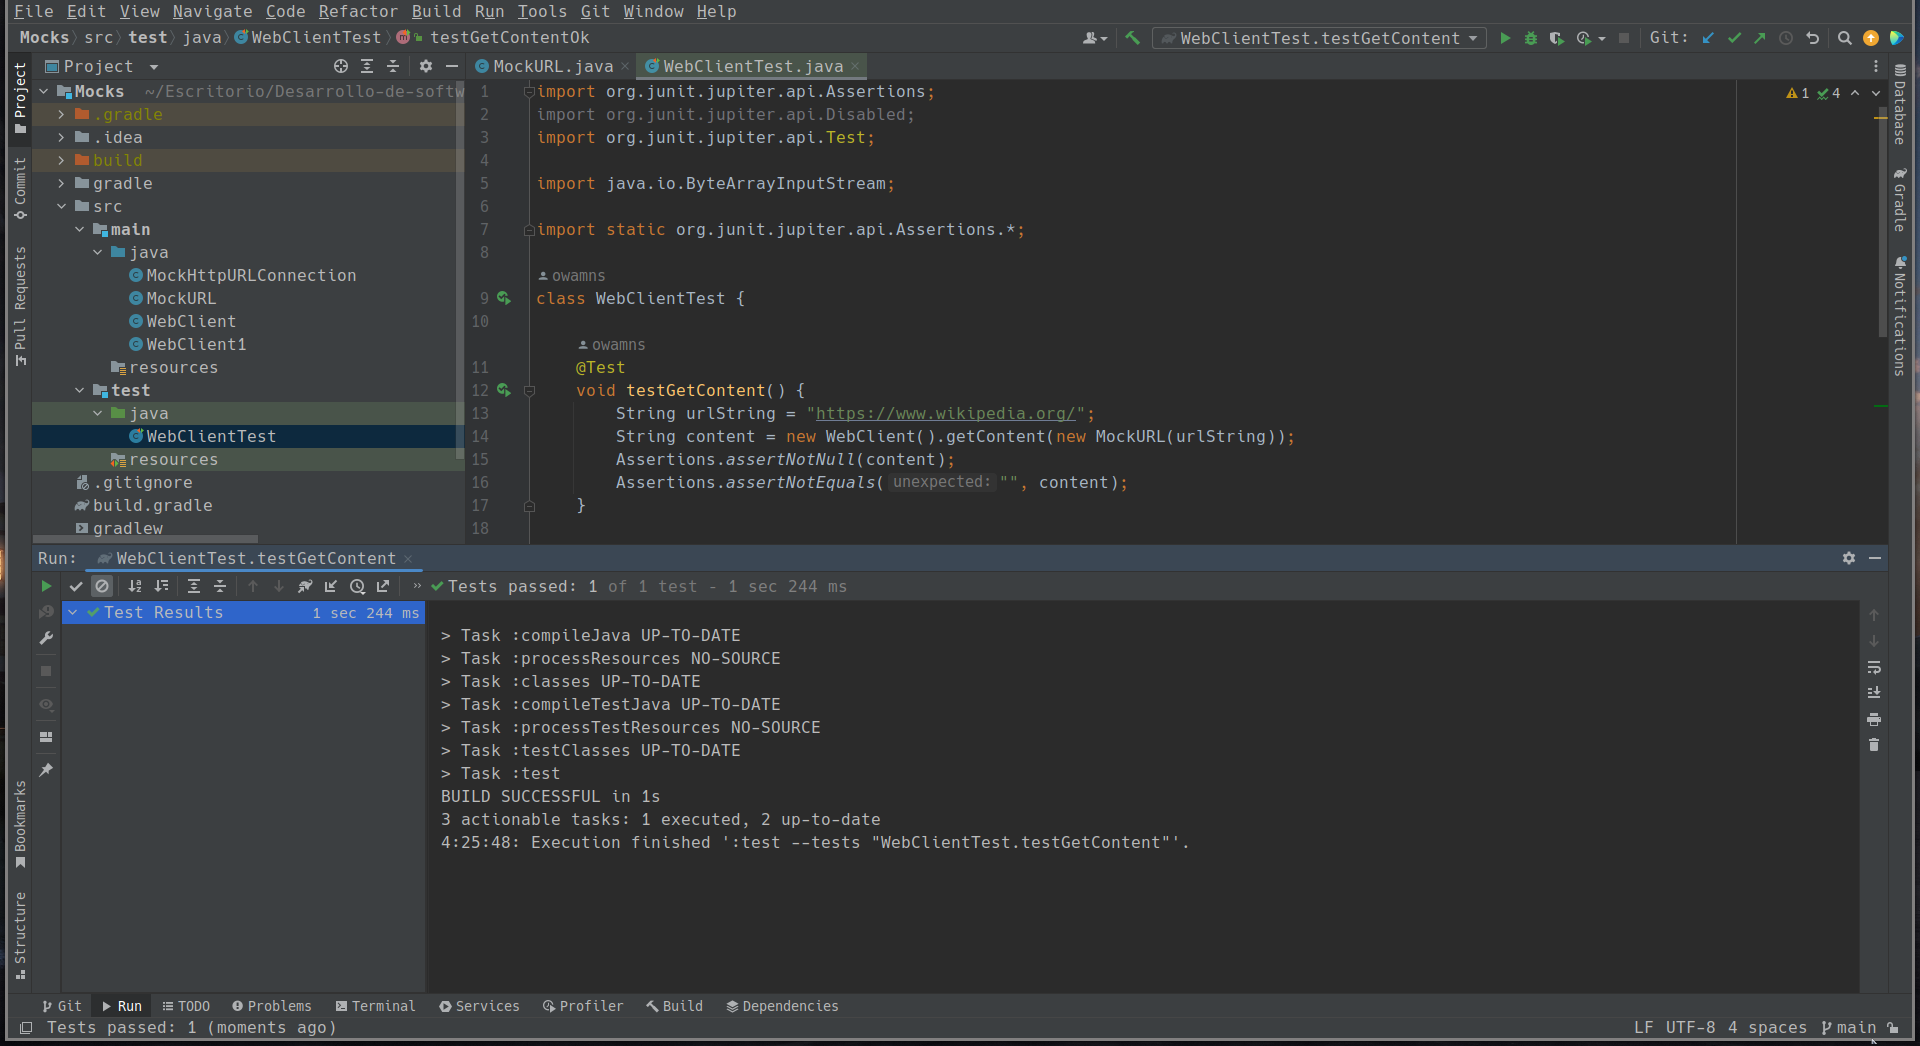 File Edit View Navigate Code Refactor Build Run Tools Git Window Help
Mocks src test java WebClientTest testGetContentOk
WebClientTest.testGetContent Git:
Project
MockURL.java WebClientTest.java
Mocks ~/Escritorio/Desarrollo-de-softw
.gradle
.idea
build
gradle
src
main
java
MockHttpURLConnection
MockURL
WebClient
WebClient1
resources
test
java
WebClientTest
resources
.gitignore
build.gradle
gradlew
1 import org.junit.jupiter.api.Assertions;
2 import org.junit.jupiter.api.Disabled;
3 import org.junit.jupiter.api.Test;
4
5 import java.io.ByteArrayInputStream;
6
7 import static org.junit.jupiter.api.Assertions.*;
8
owamns
9 class WebClientTest {
10
owamns
11 @Test
12 void testGetContent() {
13 String urlString = "https://www.wikipedia.org/";
14 String content = new WebClient().getContent(new MockURL(urlString));
15 Assertions.assertNotNull(content);
16 Assertions.assertNotEquals( unexpected: "", content);
17 }
18
1 4
Project
Commit
Pull Requests
Bookmarks
Structure
Database
Gradle
Notifications
Run: WebClientTest.testGetContent
Tests passed: 1 of 1 test - 1 sec 244 ms
Test Results 1 sec 244 ms
> Task :compileJava UP-TO-DATE
> Task :processResources NO-SOURCE
> Task :classes UP-TO-DATE
> Task :compileTestJava UP-TO-DATE
> Task :processTestResources NO-SOURCE
> Task :testClasses UP-TO-DATE
> Task :test
BUILD SUCCESSFUL in 1s
3 actionable tasks: 1 executed, 2 up-to-date
4:25:48: Execution finished ':test --tests "WebClientTest.testGetContent"'.
Git Run TODO Problems Terminal Services Profiler Build Dependencies
Tests passed: 1 (moments ago)
LF UTF-8 4 spaces main